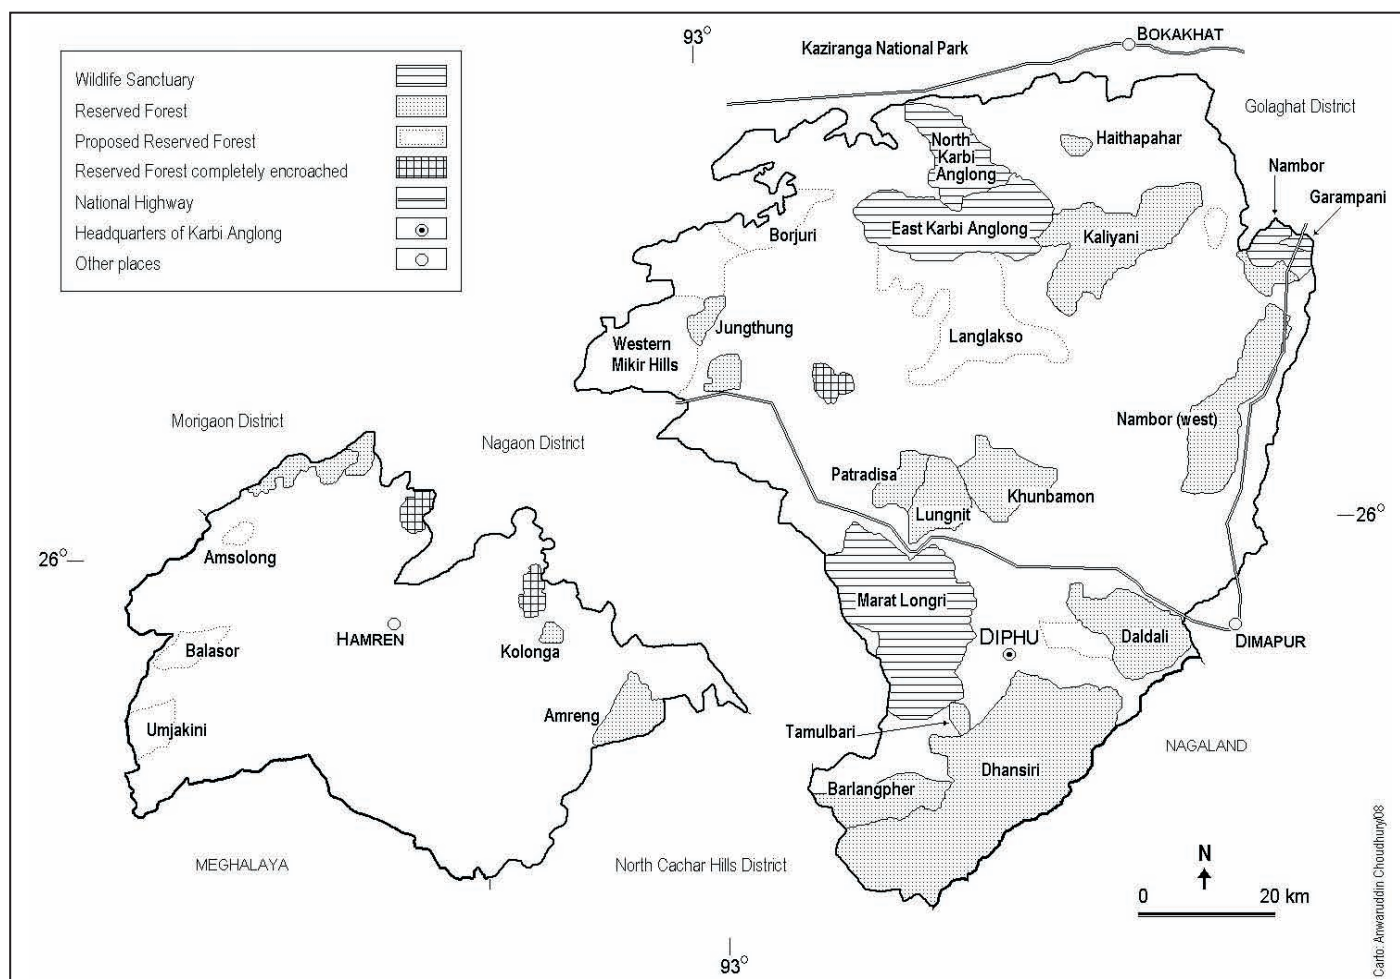 93°
Kaziranga National Park
BOKAKHAT
Wildlife Sanctuary
Reserved Forest
Proposed Reserved Forest
Reserved Forest completely encroached
National Highway
Headquarters of Karbi Anglong
Other places
Golaghat District
North
Karbi
Anglong
Haithapahar
Nambor
Garampani
Borjuri
East Karbi Anglong
Kaliyani
Jungthung
Western
Mikir Hills
Langlakso
Morigaon District
Nagaon District
Nambor (west)
Patradisa
Khunbamon
Lungnit
26°
26°
Amsolong
Marat Longri
HAMREN
Balasor
Kolonga
DIPHU
Daldali
DIMAPUR
Amreng
Umjakini
Tamulbari
NAGALAND
Dhansiri
Barlangpher
MEGHALAYA
North Cachar Hills District
N
0 20 km
93°
Carto: Anwaruddin Choudhury/08